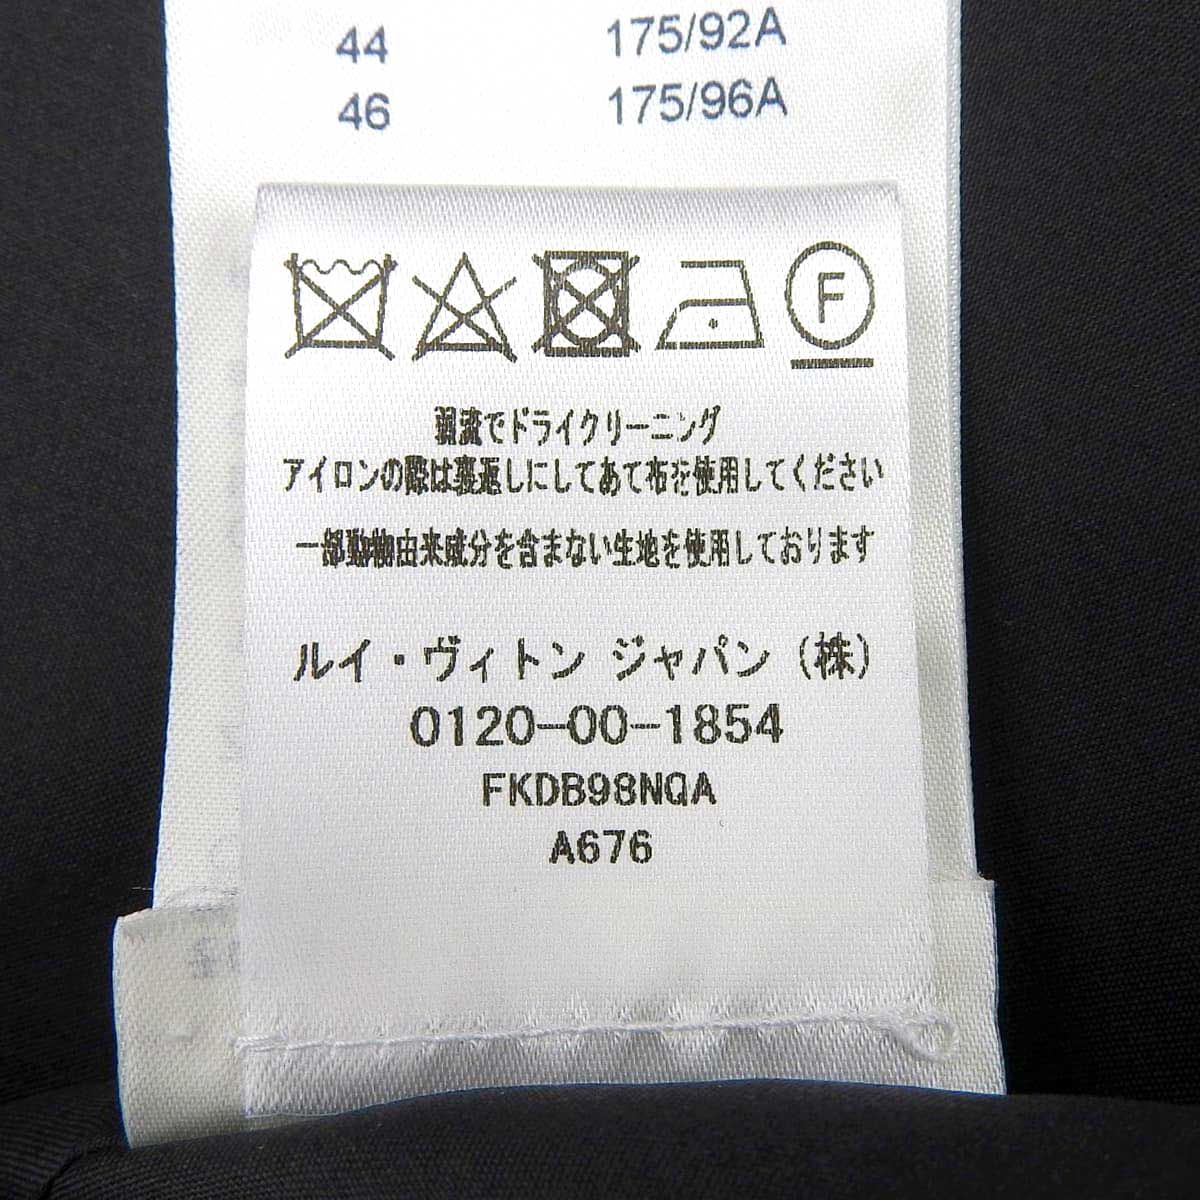 44 175/92A
46 175/96A
F
弱流でドライクリーニング
アイロンの際は裏返しにしてあて布を使用してください
一部動物由来成分を含まない生地を使用しております
ルイ・ヴィトン ジャパン (株)
0120-00-1854
FKDB98NQA
A676